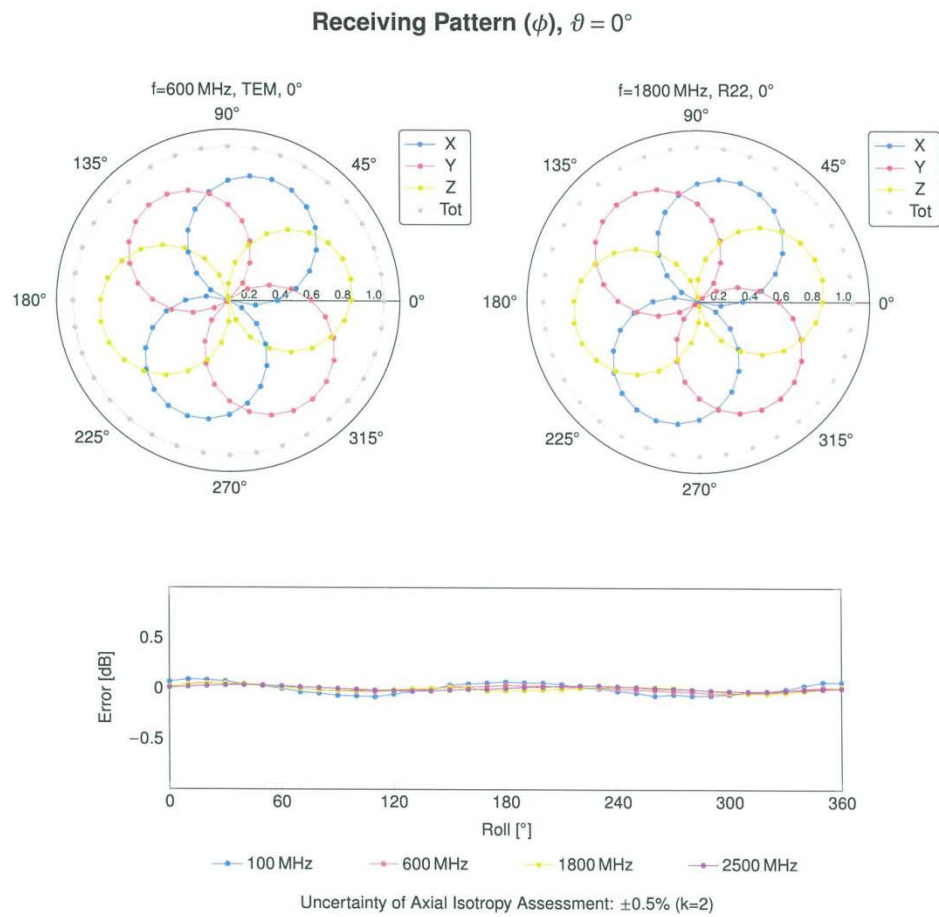 Receiving Pattern (ϕ), ϑ = 0°
f=600 MHz, TEM, 0°
90°
135°
45°
180°
0°
225°
315°
270°
0.2 0.4 0.6 0.8 1.0
X
Y
Z
Tot
f=1800 MHz, R22, 0°
90°
135°
45°
180°
0°
225°
315°
270°
0.2 0.4 0.6 0.8 1.0
X
Y
Z
Tot
Error [dB]
0.5
0
−0.5
0 60 120 180 240 300 360
Roll [°]
100 MHz 600 MHz 1800 MHz 2500 MHz
Uncertainty of Axial Isotropy Assessment: ±0.5% (k=2)